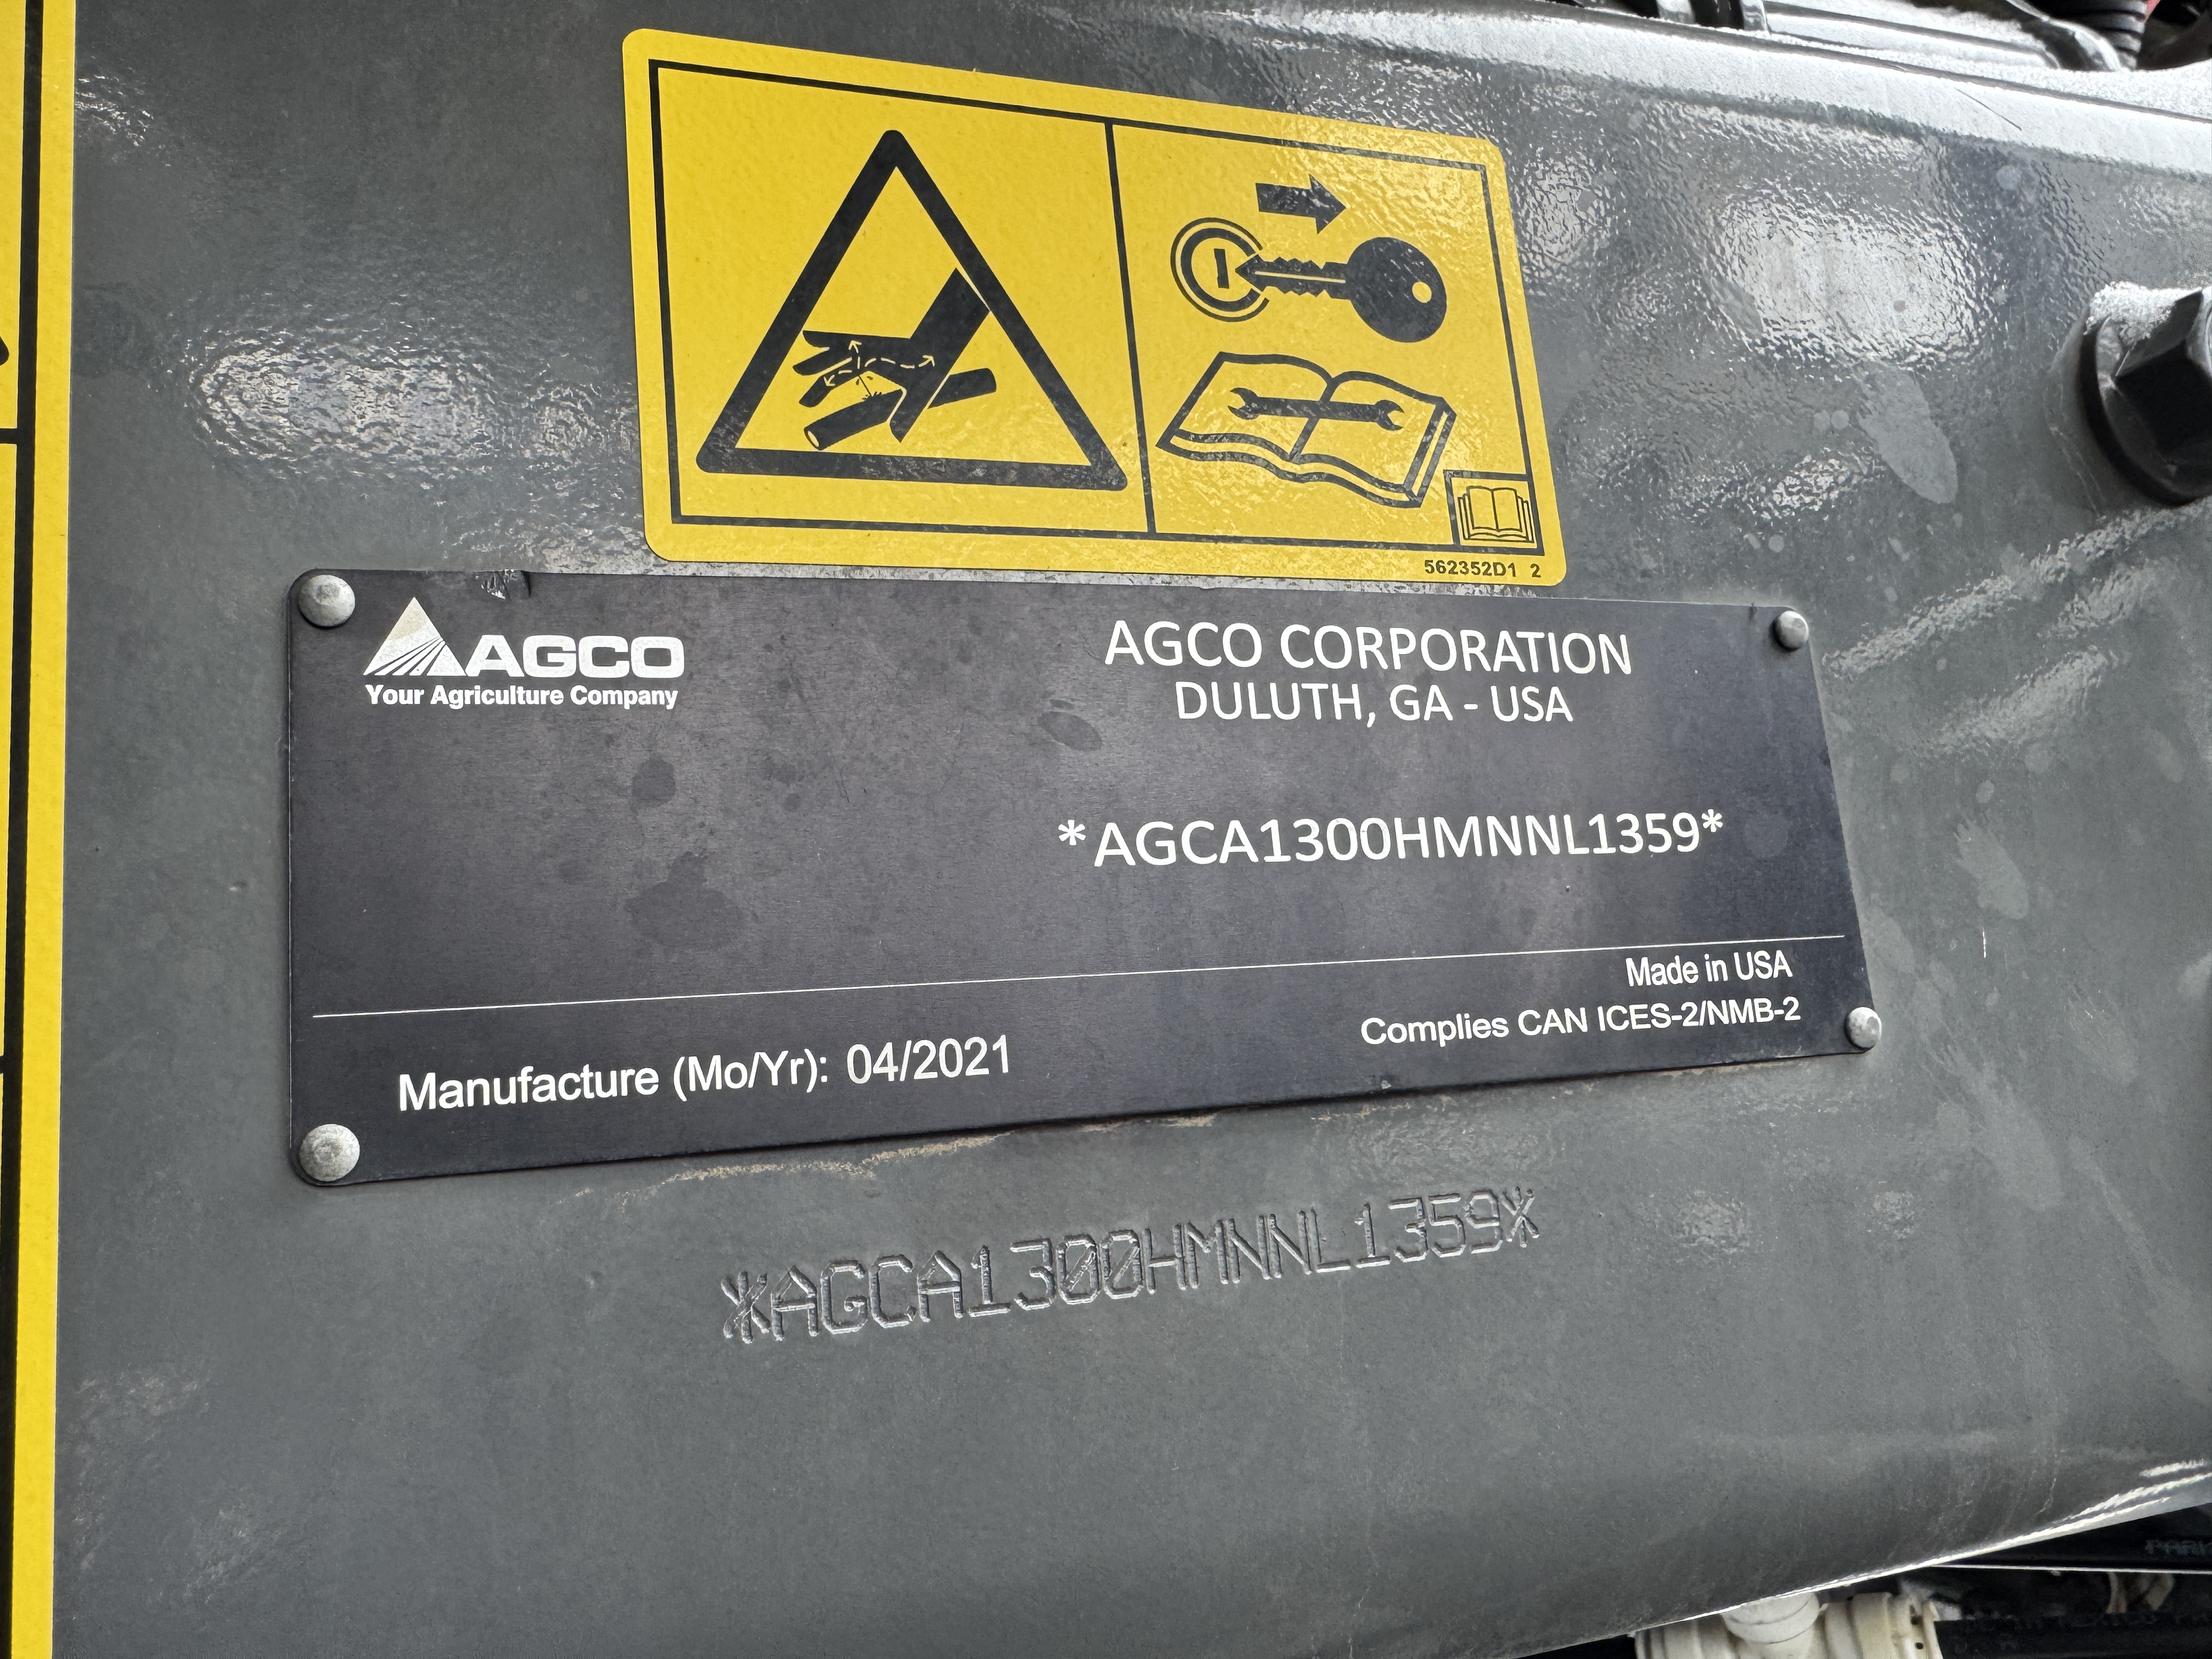 562352D1 2
AGCO
Your Agriculture Company
AGCO CORPORATION
DULUTH, GA - USA
*AGCA1300HMNNL1359*
Made in USA
Complies CAN ICES-2/NMB-2
Manufacture (Mo/Yr): 04/2021
*AGCA1300HMNNL1359*